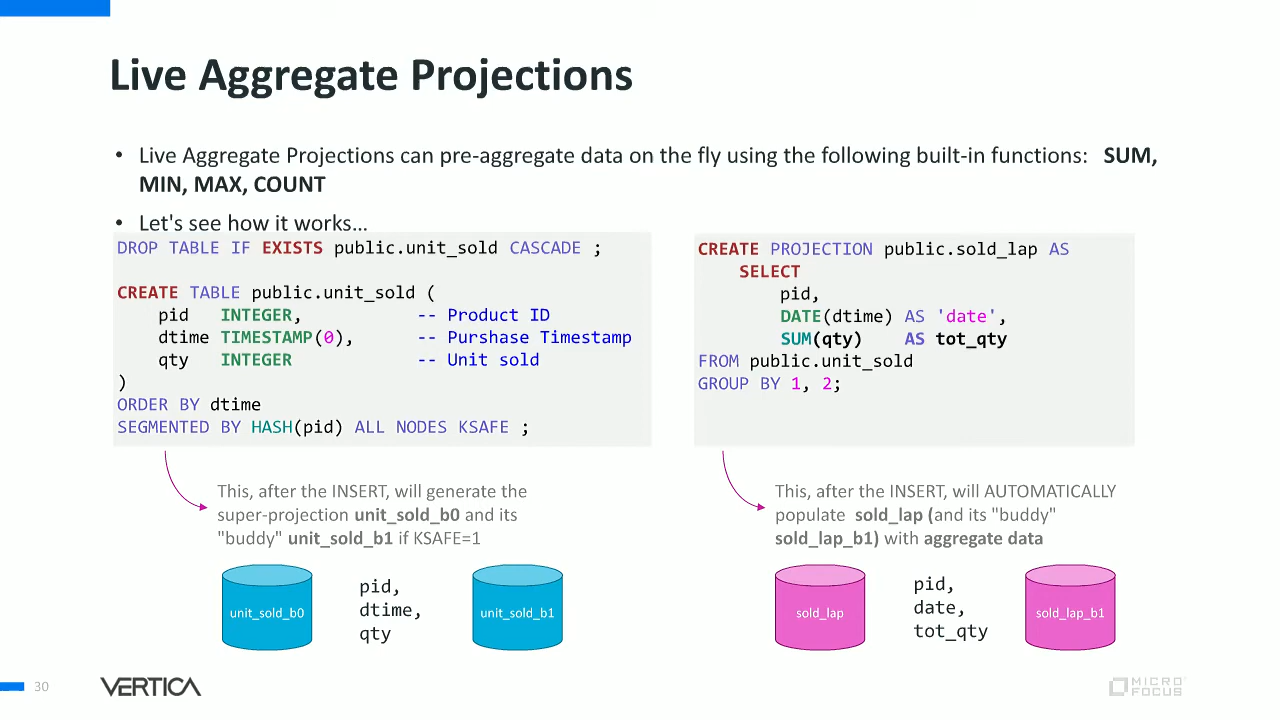 Live Aggregate Projections
• Live Aggregate Projections can pre-aggregate data on the fly using the following built-in functions: SUM,
MIN, MAX, COUNT
• Let's see how it works…
DROP TABLE IF EXISTS public.unit_sold CASCADE ;
CREATE TABLE public.unit_sold (
pid INTEGER, -- Product ID
dtime TIMESTAMP(0), -- Purshase Timestamp
qty INTEGER -- Unit sold
)
ORDER BY dtime
SEGMENTED BY HASH(pid) ALL NODES KSAFE ;
CREATE PROJECTION public.sold_lap AS
SELECT
pid,
DATE(dtime) AS 'date',
SUM(qty) AS tot_qty
FROM public.unit_sold
GROUP BY 1, 2;
This, after the INSERT, will generate the
super-projection unit_sold_b0 and its
"buddy" unit_sold_b1 if KSAFE=1
This, after the INSERT, will AUTOMATICALLY
populate sold_lap (and its "buddy"
sold_lap_b1) with aggregate data
unit_sold_b0
pid,
dtime,
qty
unit_sold_b1
sold_lap
pid,
date,
tot_qty
sold_lap_b1
30
VERTICA
MICRO
FOCUS